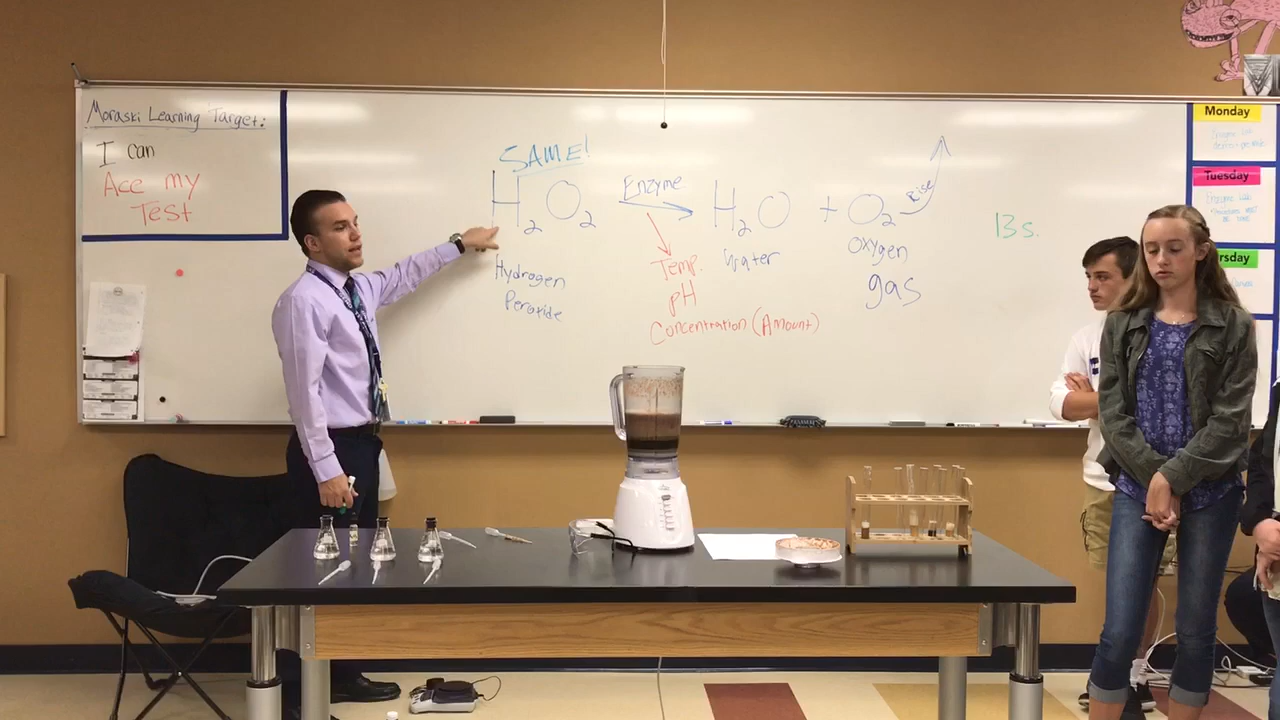 Moraski Learning Target:
I can
Ace my
Test
SAME!
H2O2 Enzyme H2O + O2 Rise
Hydrogen
Peroxide
Temp.
pH
Concentration (Amount)
Water
Oxygen
gas
13 s.
Monday
Tuesday
rsday